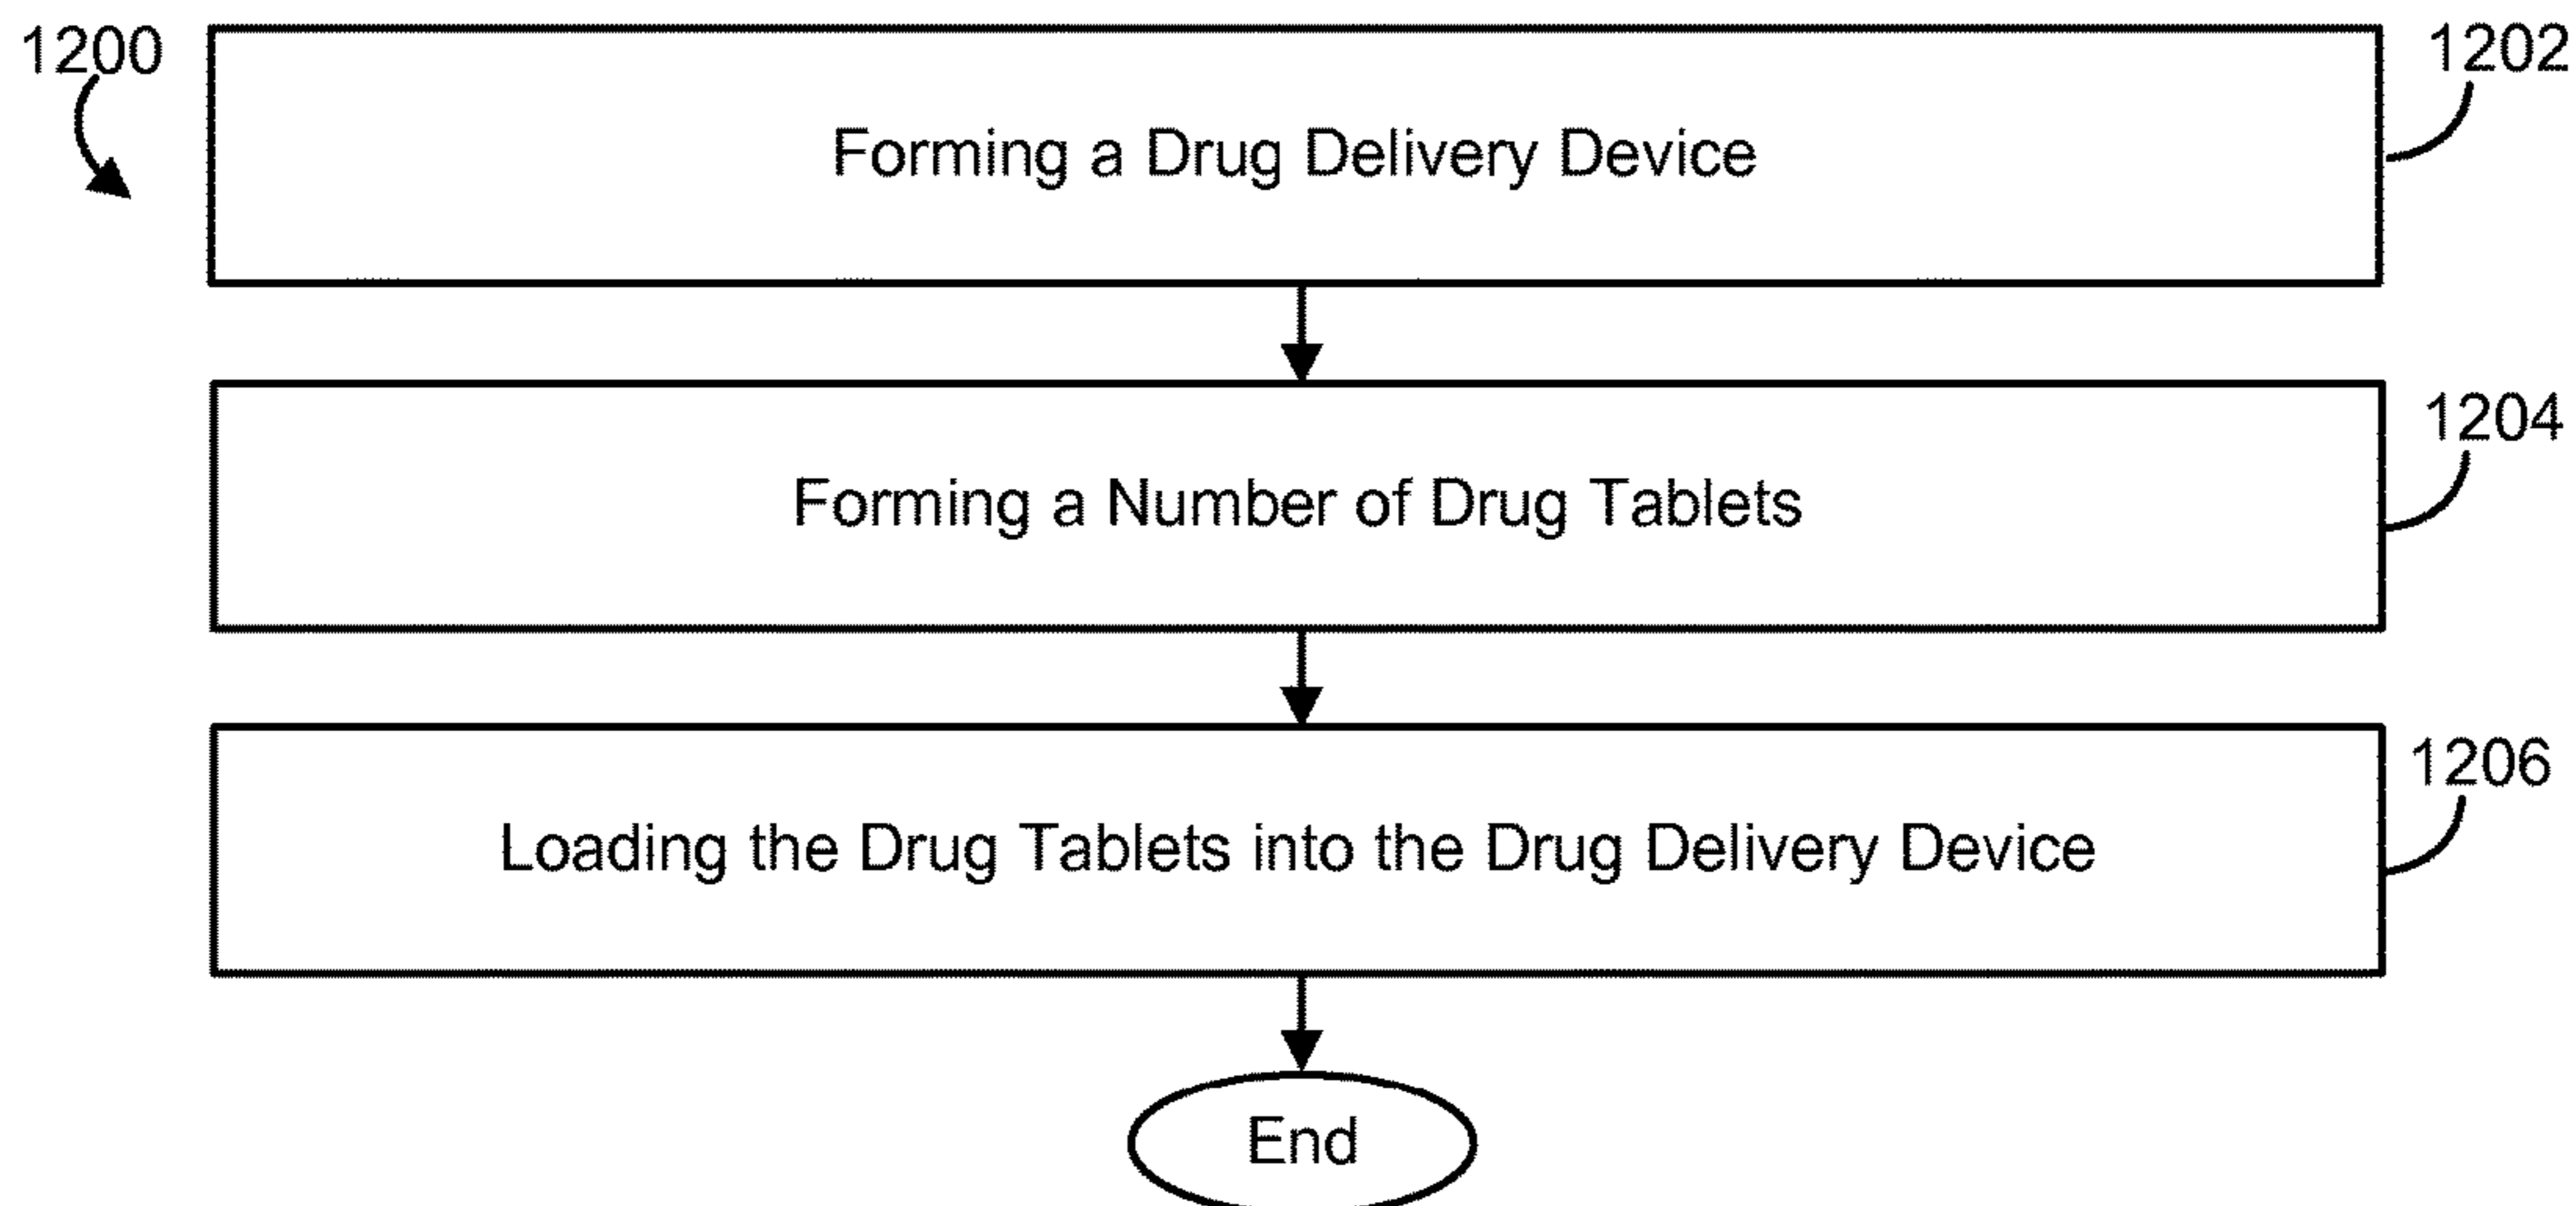 1200
1202
Forming a Drug Delivery Device
1204
Forming a Number of Drug Tablets
1206
Loading the Drug Tablets into the Drug Delivery Device
End